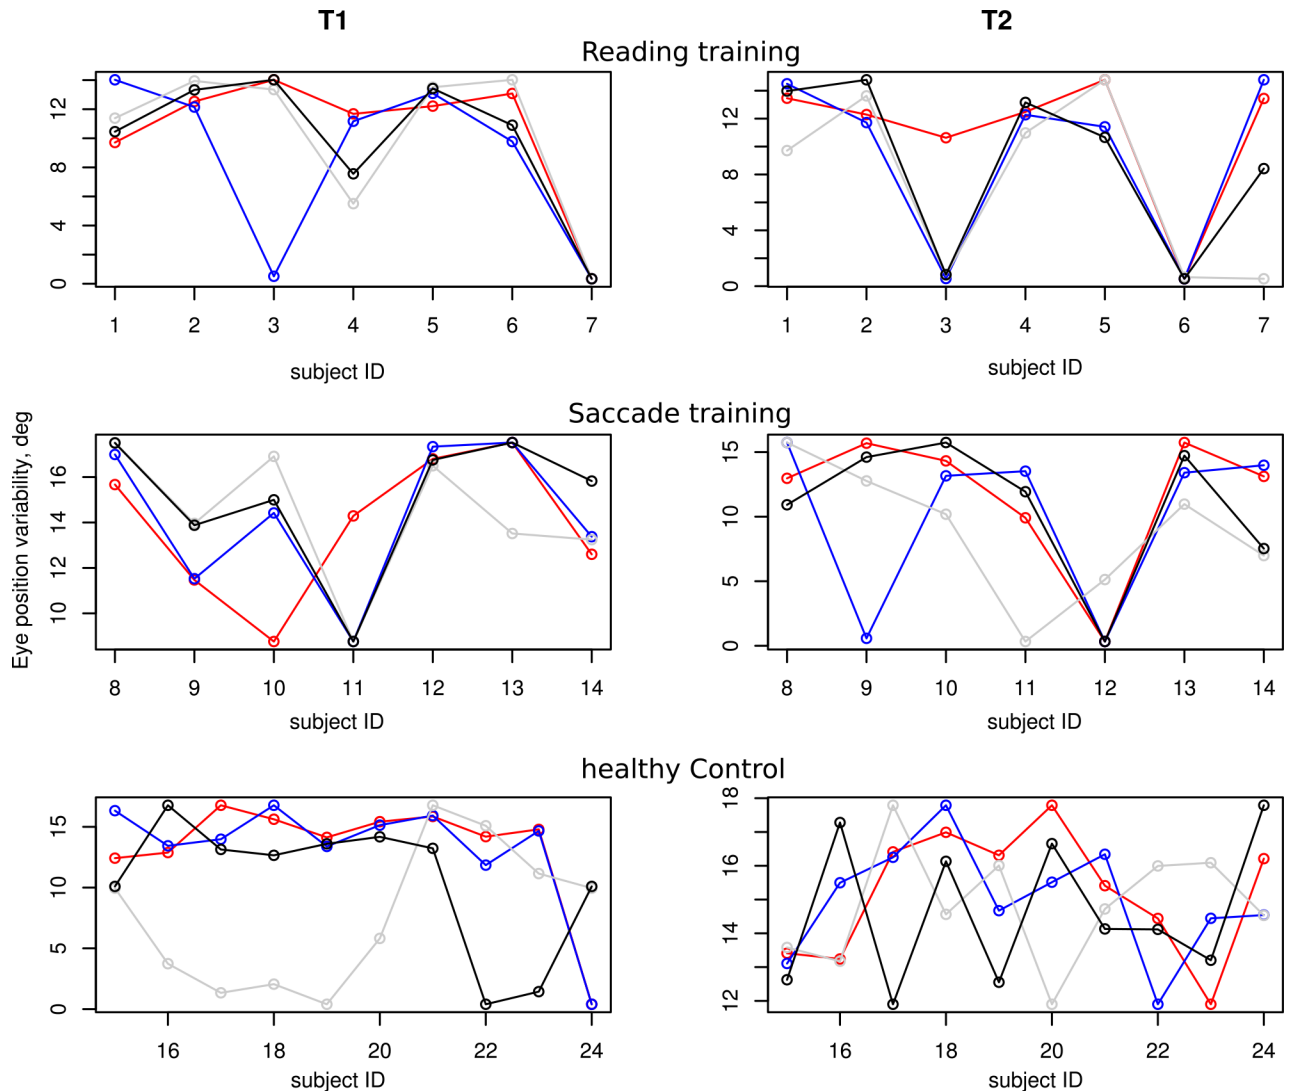 T1 T2
Reading training
12 8 4 0
12 8 4 0
1 2 3 4 5 6 7
1 2 3 4 5 6 7
subject ID subject ID
Saccade training
Eye position variability, deg
16 14 12 10
15 10 5 0
8 9 10 11 12 13 14
8 9 10 11 12 13 14
subject ID subject ID
healthy Control
15 10 5 0
18 16 14 12
16 18 20 22 24
16 18 20 22 24
subject ID subject ID